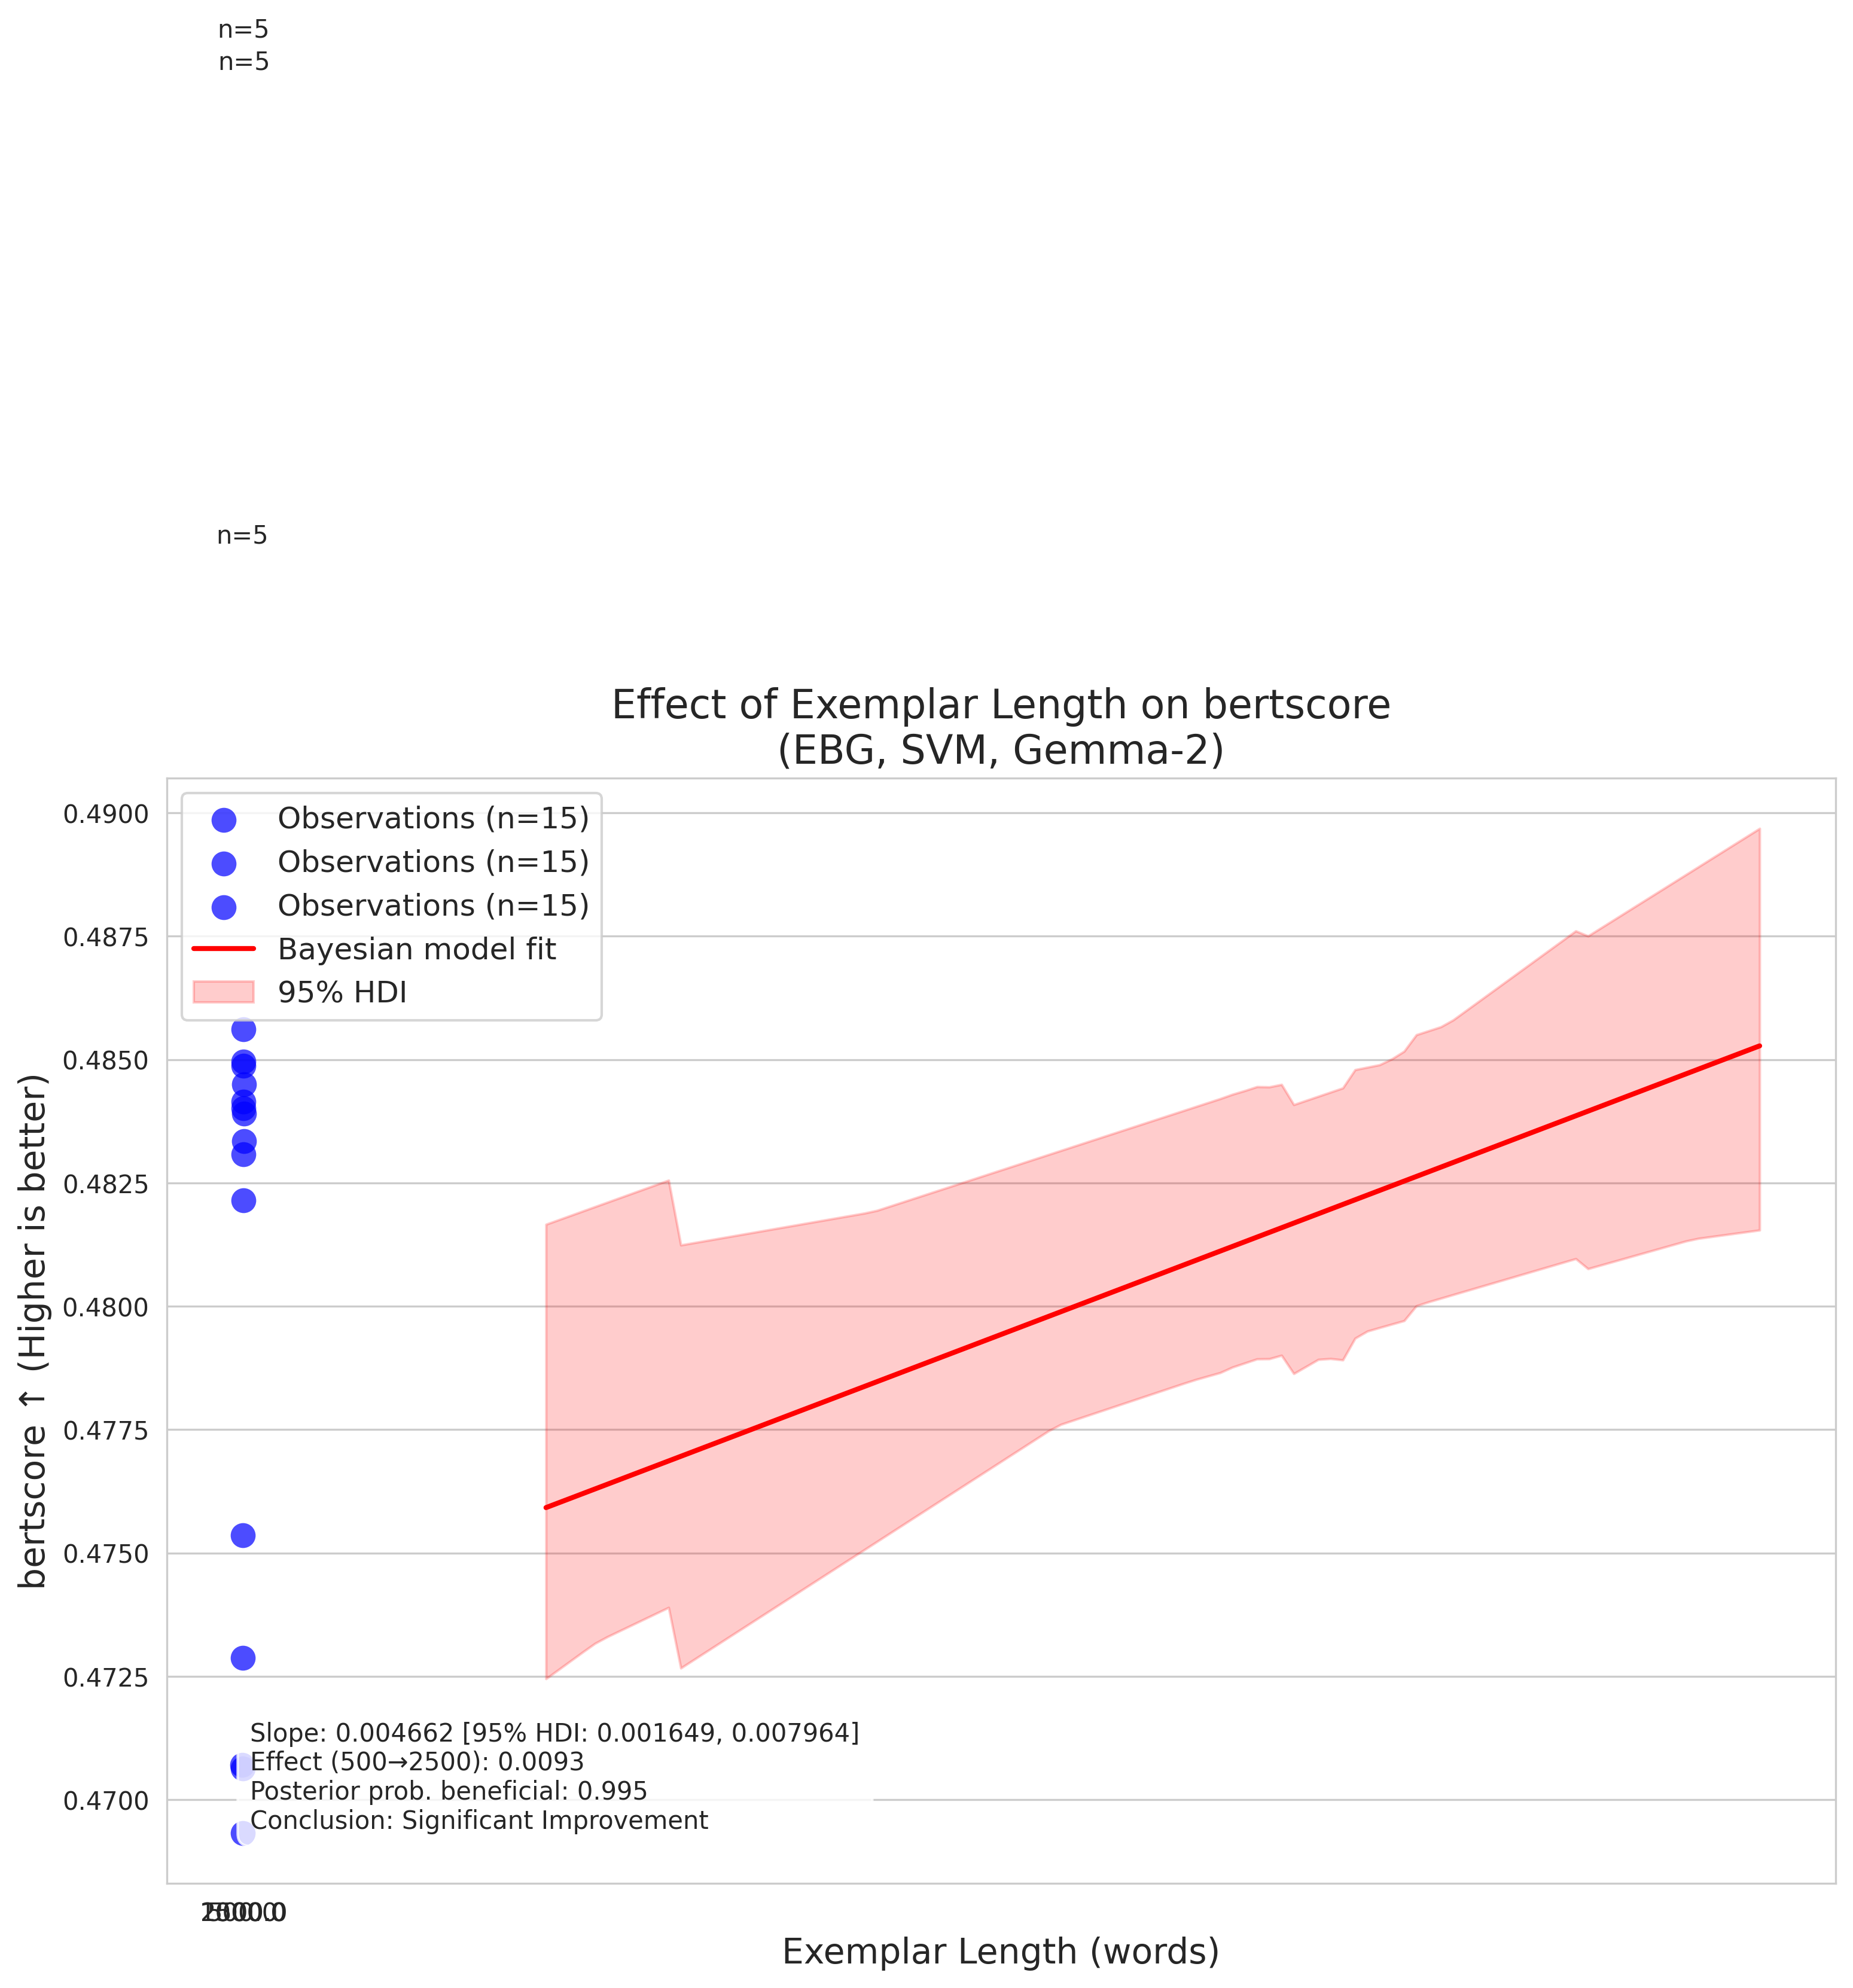 n=5
n=5
n=5
Effect of Exemplar Length on bertscore
(EBG, SVM, Gemma-2)
Observations (n=15)
Observations (n=15)
Observations (n=15)
Bayesian model fit
95% HDI
0.4900
0.4875
0.4850
0.4825
0.4800
0.4775
0.4750
0.4725
0.4700
bertscore ↑ (Higher is better)
Slope: 0.004662 [95% HDI: 0.001649, 0.007964]
Effect (500→2500): 0.0093
Posterior prob. beneficial: 0.995
Conclusion: Significant Improvement
Exemplar Length (words)